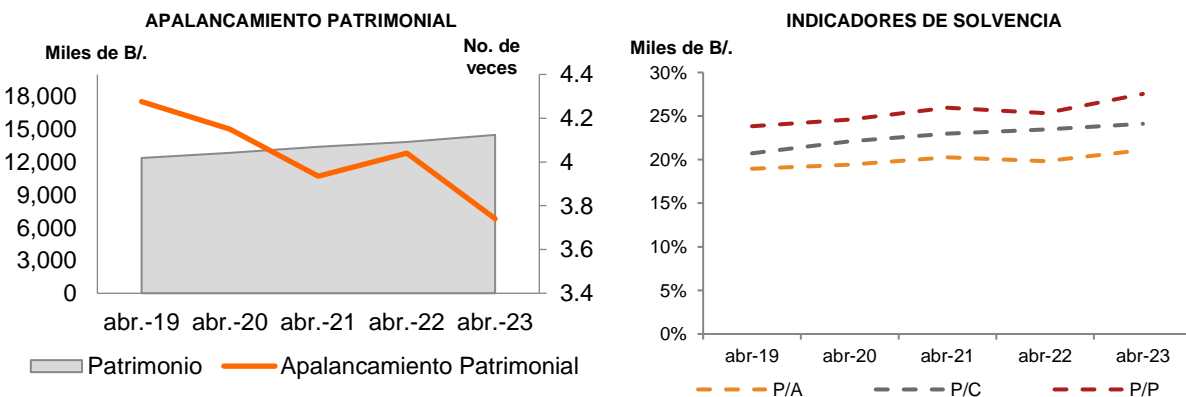 APALANCAMIENTO PATRIMONIAL
Miles de B/.
No. de
veces
18,000
15,000
12,000
9,000
6,000
3,000
0
4.4
4.2
4
3.8
3.6
3.4
abr.-19 abr.-20 abr.-21 abr.-22 abr.-23
Patrimonio Apalancamiento Patrimonial
INDICADORES DE SOLVENCIA
Miles de B/.
30%
25%
20%
15%
10%
5%
0%
abr-19 abr-20 abr-21 abr-22 abr-23
P/A P/C P/P